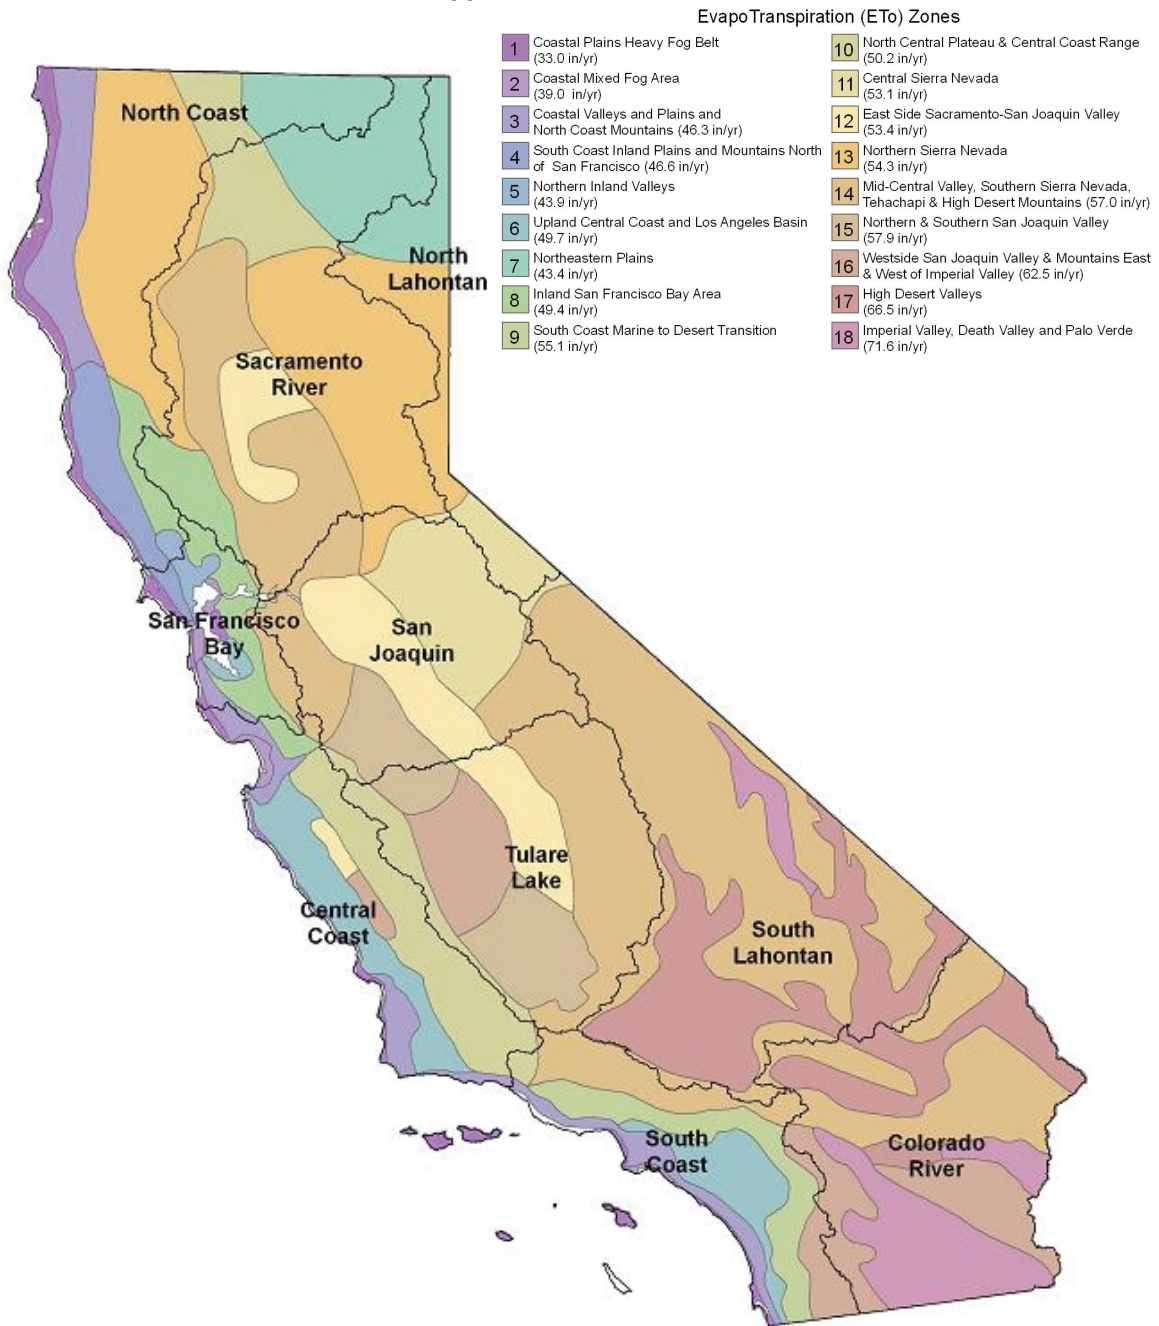 EvapoTranspiration (ETo) Zones
1 Coastal Plains Heavy Fog Belt
(33.0 in/yr)
2 Coastal Mixed Fog Area
(39.0 in/yr)
3 Coastal Valleys and Plains and
North Coast Mountains (46.3 in/yr)
4 South Coast Inland Plains and Mountains North
of San Francisco (46.6 in/yr)
5 Northern Inland Valleys
(43.9 in/yr)
6 Upland Central Coast and Los Angeles Basin
(49.7 in/yr)
7 Northeastern Plains
(43.4 in/yr)
8 Inland San Francisco Bay Area
(49.4 in/yr)
9 South Coast Marine to Desert Transition
(55.1 in/yr)
10 North Central Plateau & Central Coast Range
(50.2 in/yr)
11 Central Sierra Nevada
(53.1 in/yr)
12 East Side Sacramento-San Joaquin Valley
(53.4 in/yr)
13 Northern Sierra Nevada
(54.3 in/yr)
14 Mid-Central Valley, Southern Sierra Nevada,
Tehachapi & High Desert Mountains (57.0 in/yr)
15 Northern & Southern San Joaquin Valley
(57.9 in/yr)
16 Westside San Joaquin Valley & Mountains East
& West of Imperial Valley (62.5 in/yr)
17 High Desert Valleys
(66.5 in/yr)
18 Imperial Valley, Death Valley and Palo Verde
(71.6 in/yr)
North Coast
North
Lahontan
Sacramento
River
San Francisco
Bay
San
Joaquin
Tulare
Lake
Central
Coast
South
Lahontan
South
Coast
Colorado
River